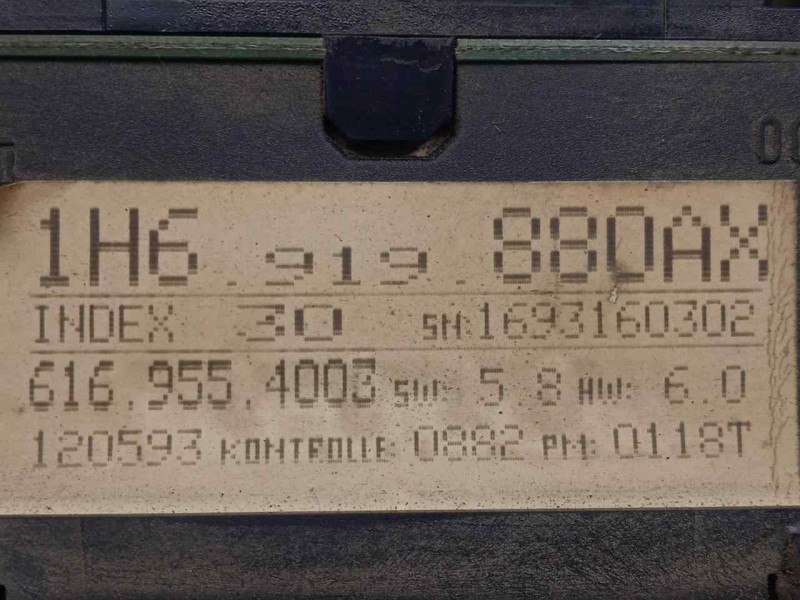 1H6.919.880AX
INDEX 30 SN:1693160302
616.955.4003 SW: 5.8 HW: 6.0
120593 KONTROLLE: 0882 PM: 0118T